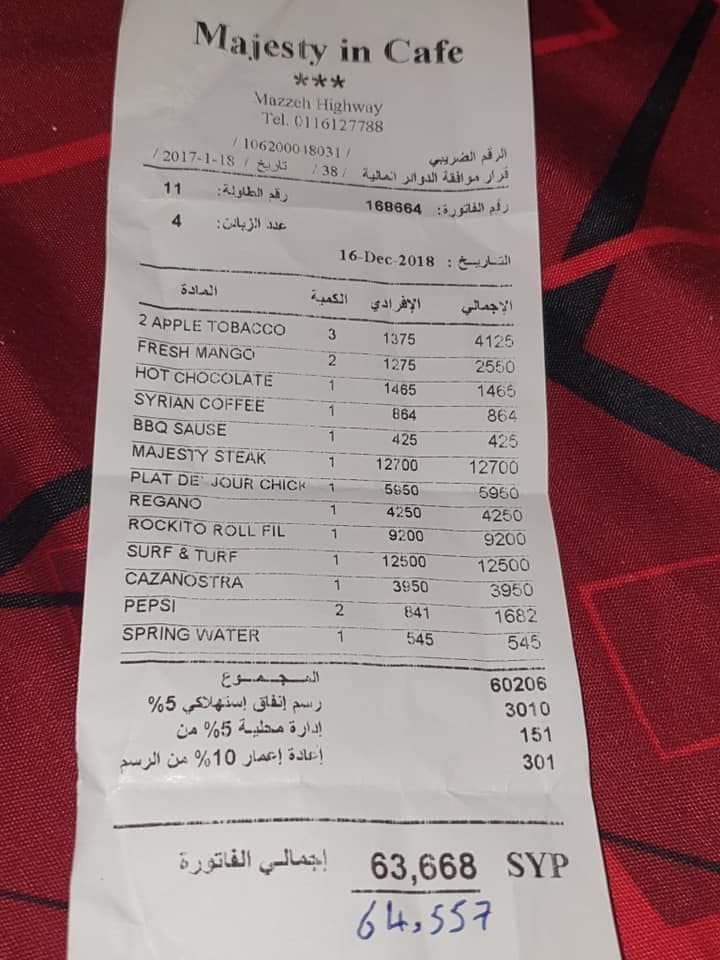 Majesty in Cafe
***
Mazzeh Highway
Tel. 0116127788
الرقم الضريبي / 106200048031 /
قرار موافقة الدوائر المالية / 38 / تاريخ / 18-1-2017 /
رقم الفاتورة: 168664 رقم الطاولة: 11
عدد الزبائن: 4
التاريخ : 16-Dec-2018
المادة الكمية الإفرادي الإجمالي
2 APPLE TOBACCO 3 1375 4125
FRESH MANGO 2 1275 2550
HOT CHOCOLATE 1 1465 1465
SYRIAN COFFEE 1 864 864
BBQ SAUSE 1 425 425
MAJESTY STEAK 1 12700 12700
PLAT DE' JOUR CHICK 1 5950 5950
REGANO 1 4250 4250
ROCKITO ROLL FIL 1 9200 9200
SURF & TURF 1 12500 12500
CAZANOSTRA 1 3950 3950
PEPSI 2 841 1682
SPRING WATER 1 545 545
المجموع 60206
رسم إنفاق إستهلاكي 5% 3010
إدارة محلية 5% من 151
إعادة إعمار 10% من الرسم 301
إجمالي الفاتورة 63,668 SYP
64,557